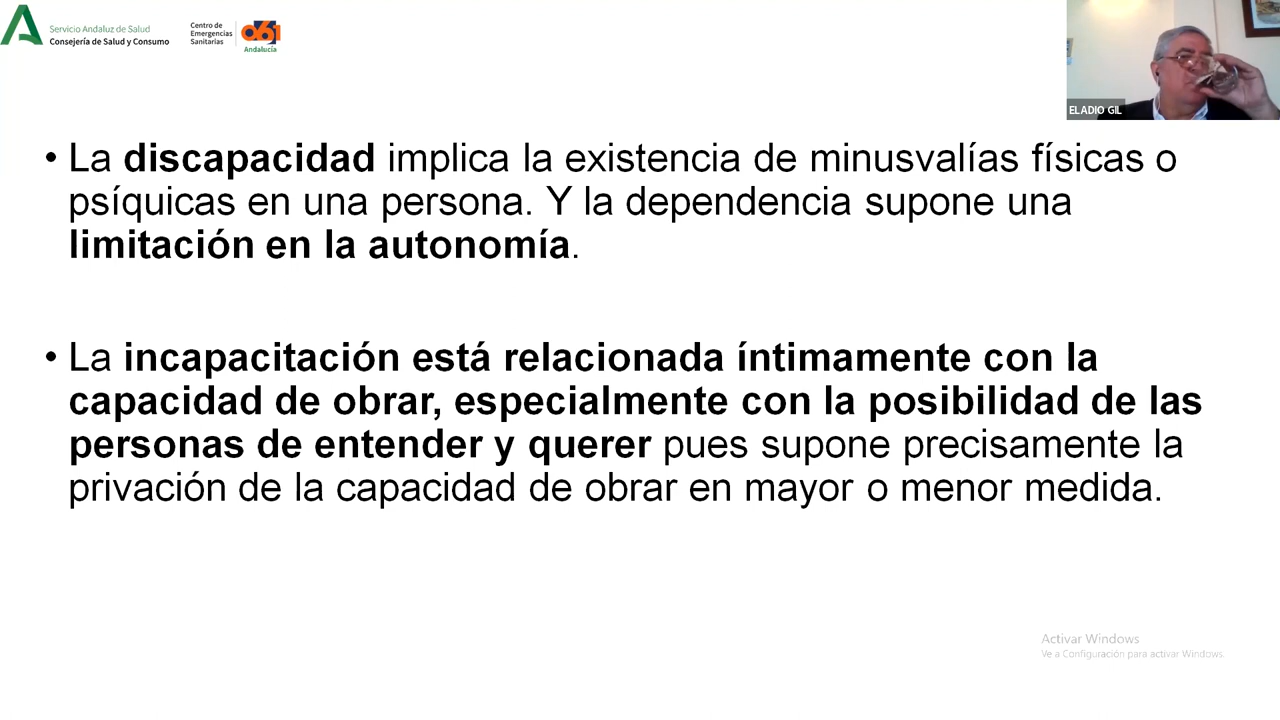 Servicio Andaluz de Salud
Consejería de Salud y Consumo
Centro de
Emergencias
Sanitarias
061
Andalucía
ELADIO GIL
• La discapacidad implica la existencia de minusvalías físicas o
psíquicas en una persona. Y la dependencia supone una
limitación en la autonomía.
• La incapacitación está relacionada íntimamente con la
capacidad de obrar, especialmente con la posibilidad de las
personas de entender y querer pues supone precisamente la
privación de la capacidad de obrar en mayor o menor medida.
Activar Windows
Ve a Configuración para activar Windows.